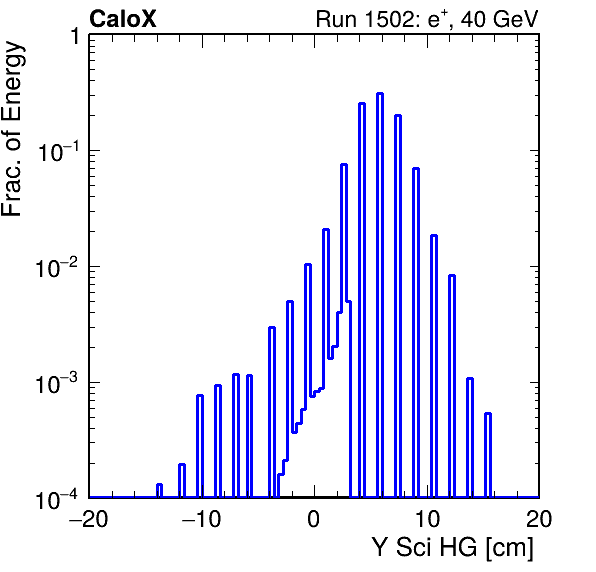 CaloX Run 1502: e⁺, 40 GeV
Frac. of Energy
1
10⁻¹
10⁻²
10⁻³
10⁻⁴
−20 −10 0 10 20
Y Sci HG [cm]